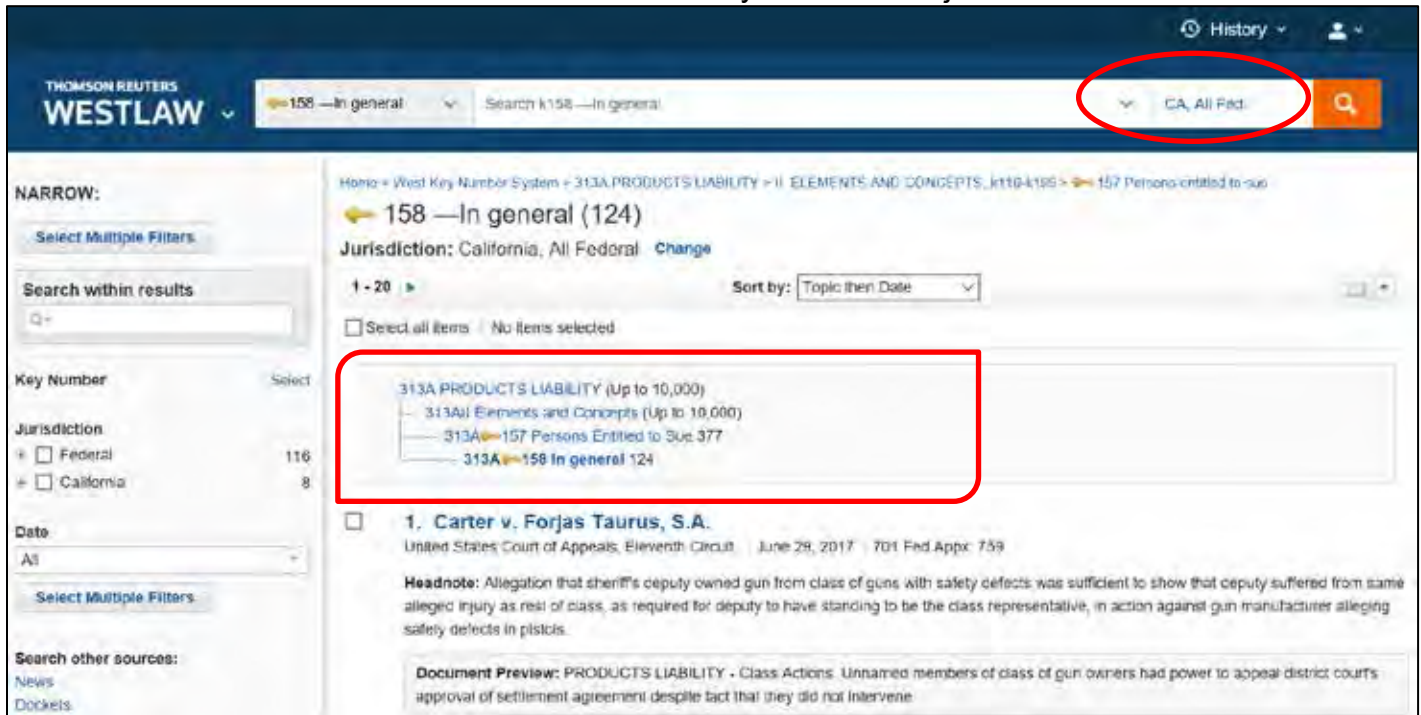 History
THOMSON REUTERS
WESTLAW
158 —In general
Search k158 —In general
CA, All Fed.
NARROW:
Select Multiple Filters
Search within results
Key Number Select
Jurisdiction
Federal 116
California 8
Date
All
Select Multiple Filters
Search other sources:
News
Dockets
Home > West Key Number System > 313A PRODUCTS LIABILITY > II. ELEMENTS AND CONCEPTS, k110-k195 > 157 Persons entitled to sue
158 —In general (124)
Jurisdiction: California, All Federal Change
1 - 20
Sort by: Topic then Date
Select all items No items selected
313A PRODUCTS LIABILITY (Up to 10,000)
313AII Elements and Concepts (Up to 10,000)
313A 157 Persons Entitled to Sue 377
313A 158 In general 124
1. Carter v. Forjas Taurus, S.A.
United States Court of Appeals, Eleventh Circuit. June 29, 2017 701 Fed.Appx. 759
Headnote: Allegation that sheriff's deputy owned gun from class of guns with safety defects was sufficient to show that deputy suffered from same
alleged injury as rest of class, as required for deputy to have standing to be the class representative, in action against gun manufacturer alleging
safety defects in pistols.
Document Preview: PRODUCTS LIABILITY - Class Actions. Unnamed members of class of gun owners had power to appeal district court's
approval of settlement agreement despite fact that they did not intervene.